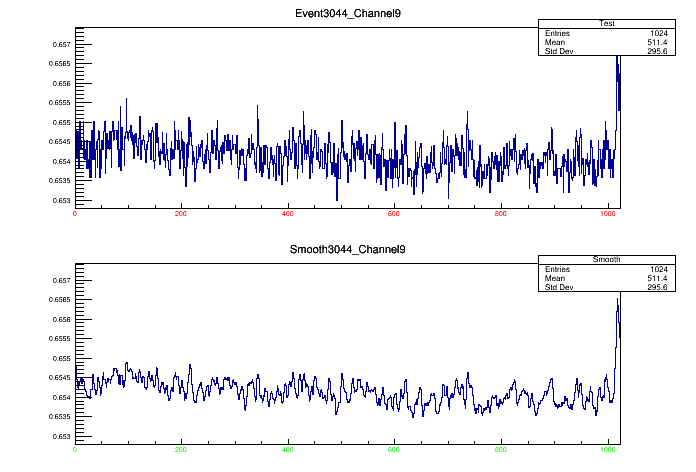 Event3044_Channel9
Test
Entries 1024
Mean 511.4
Std Dev 295.6
0.657
0.6565
0.656
0.6555
0.655
0.6545
0.654
0.6535
0.653
0 200 400 600 800 1000
Smooth3044_Channel9
Smooth
Entries 1024
Mean 511.4
Std Dev 295.6
0.657
0.6565
0.656
0.6555
0.655
0.6545
0.654
0.6535
0.653
0 200 400 600 800 1000